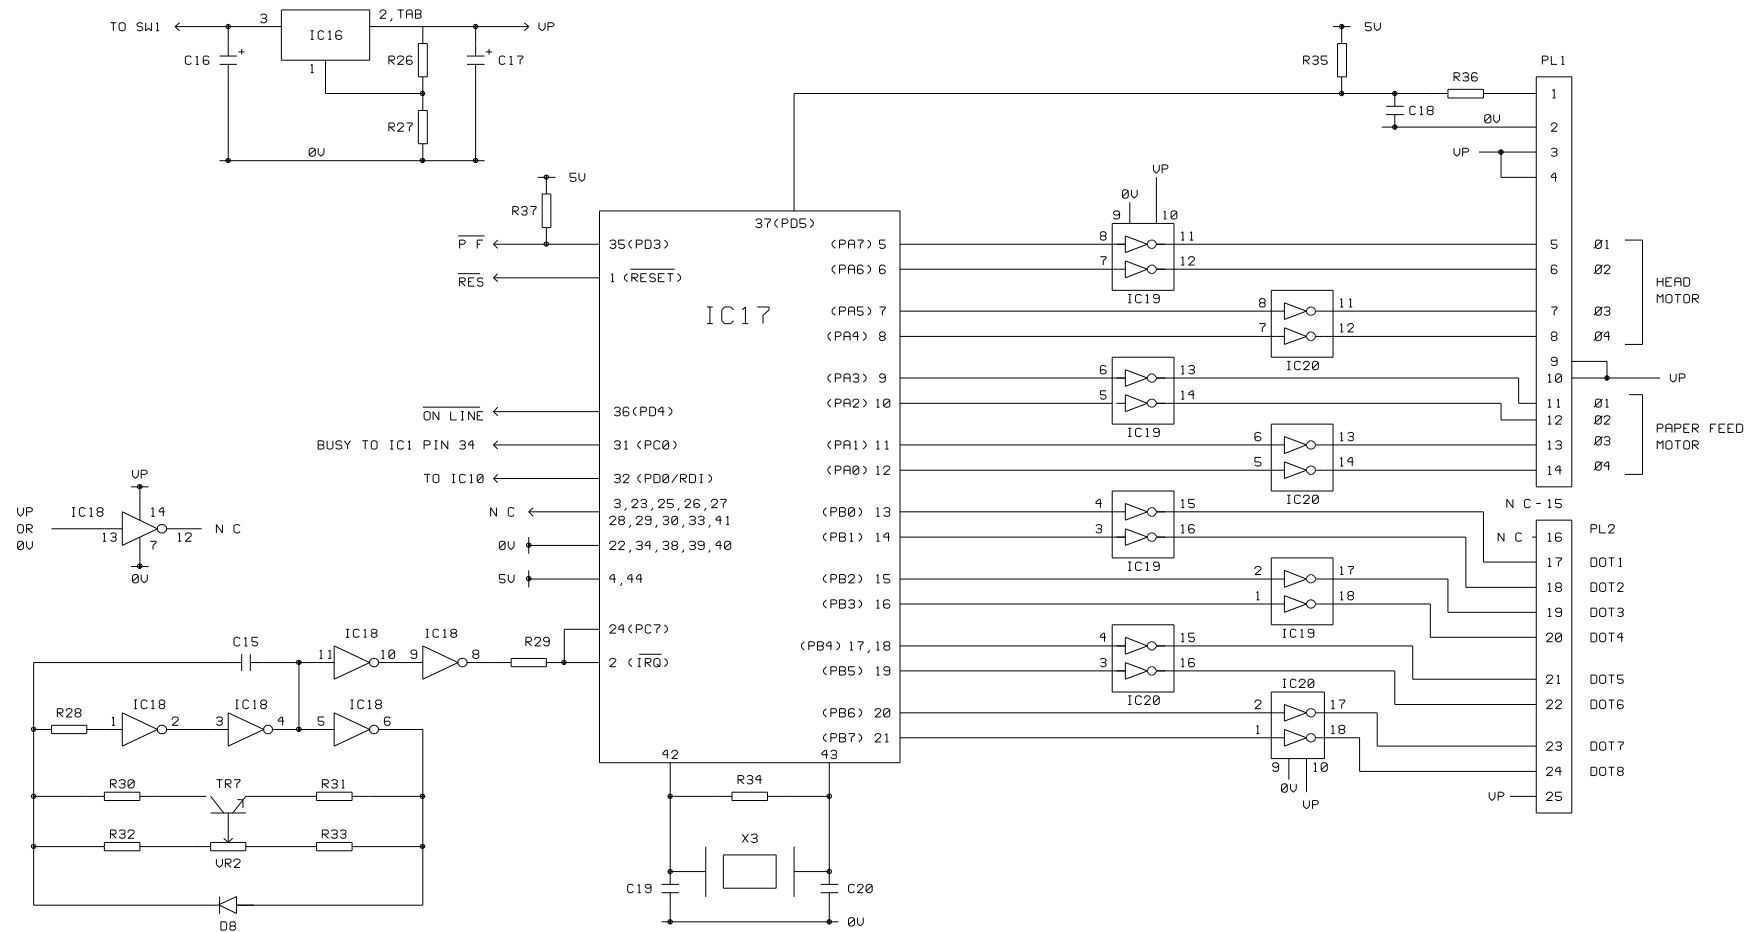 TO SW1
3
IC16
2,TAB
VP
C16
+
1
R26
+
C17
R27
0V
5V
R35
PL1
R36
1
C18
0V
2
VP
3
4
5V
R37
P F
35(PD3)
RES
1 (RESET)
37(PD5)
IC17
ON LINE
36(PD4)
BUSY TO IC1 PIN 34
31 (PC0)
TO IC10
32 (PD0/RDI)
N C
3,23,25,26,27
28,29,30,33,41
0V
22,34,38,39,40
5V
4,44
24(PC7)
2 (IRQ)
42
43
(PA7) 5
(PA6) 6
(PA5) 7
(PA4) 8
(PA3) 9
(PA2) 10
(PA1) 11
(PA0) 12
(PB0) 13
(PB1) 14
(PB2) 15
(PB3) 16
(PB4) 17,18
(PB5) 19
(PB6) 20
(PB7) 21
VP
0V
9
10
8
11
7
12
IC19
8
11
7
12
IC20
6
13
5
14
IC19
6
13
5
14
IC20
4
15
3
16
IC19
2
17
1
18
IC19
4
15
3
16
IC20
IC20
2
17
1
18
9
10
0V
VP
5
Ø1
6
Ø2
7
Ø3
8
Ø4
HEAD
MOTOR
9
10
VP
11
Ø1
12
Ø2
13
Ø3
14
Ø4
PAPER FEED
MOTOR
N C-15
PL2
N C
16
17
DOT1
18
DOT2
19
DOT3
20
DOT4
21
DOT5
22
DOT6
23
DOT7
24
DOT8
VP
25
VP
VP
OR
0V
IC18
14
13
12
7
N C
0V
C15
IC18
11
10
IC18
9
8
R29
R28
IC18
1
2
IC18
3
4
IC18
5
6
R30
TR7
R31
R32
VR2
R33
D8
R34
X3
C19
C20
0V